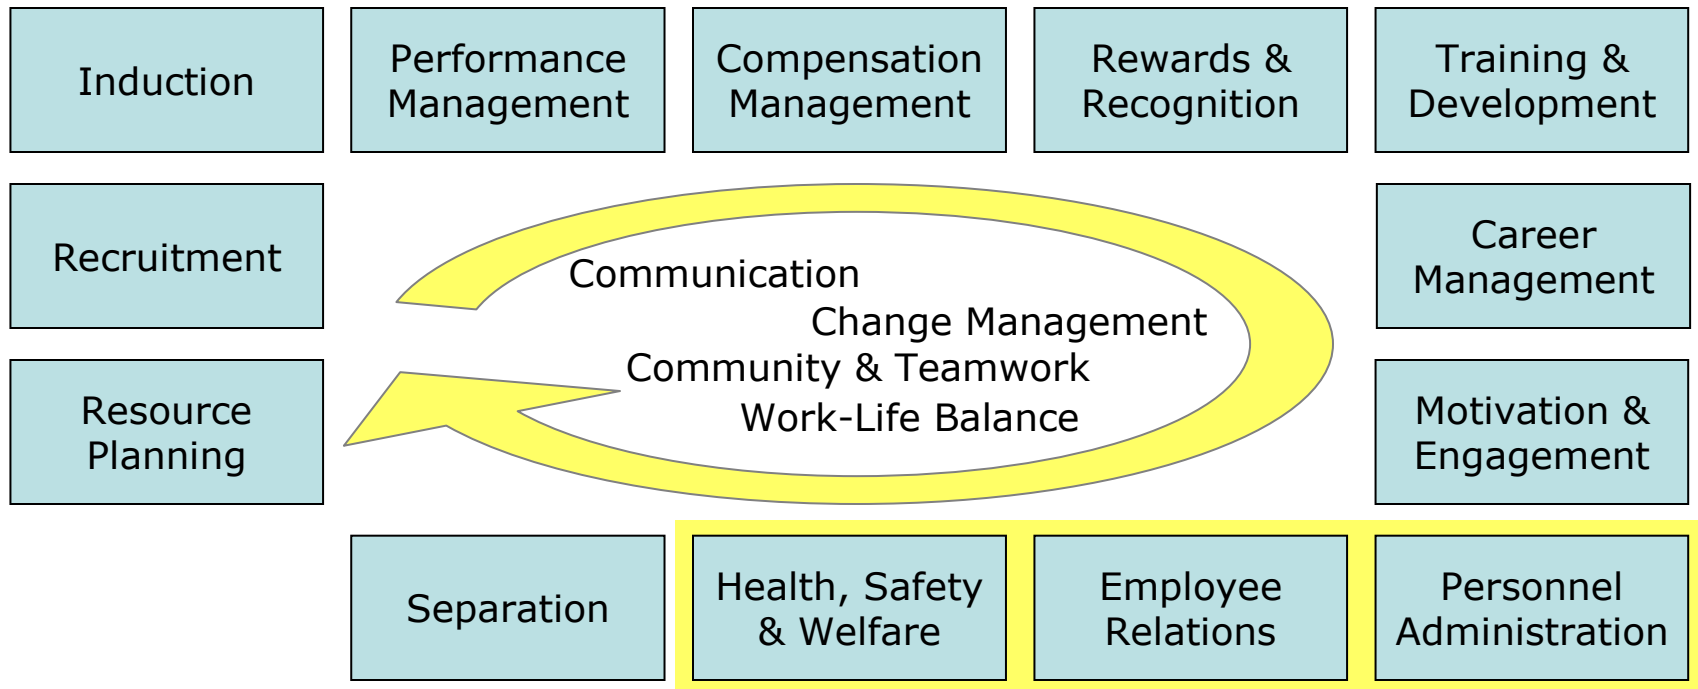 Induction
Performance
Management
Compensation
Management
Rewards &
Recognition
Training &
Development
Recruitment
Career
Management
Communication
Change Management
Community & Teamwork
Work-Life Balance
Resource
Planning
Motivation &
Engagement
Separation
Health, Safety
& Welfare
Employee
Relations
Personnel
Administration